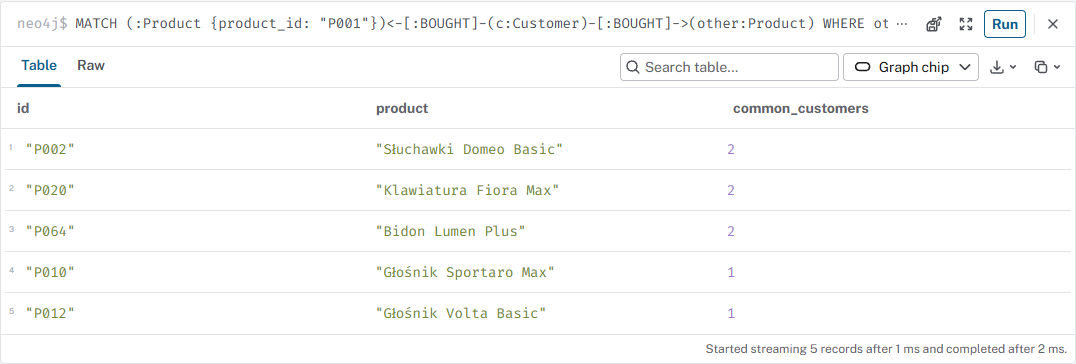 neo4j$ MATCH (:Product {product_id: "P001"})<-[:BOUGHT]-(c:Customer)-[:BOUGHT]->(other:Product) WHERE ot ··· Run
Table Raw Search table... Graph chip
id product common_customers
1 "P002" "Słuchawki Domeo Basic" 2
2 "P020" "Klawiatura Fiora Max" 2
3 "P064" "Bidon Lumen Plus" 2
4 "P010" "Głośnik Sportaro Max" 1
5 "P012" "Głośnik Volta Basic" 1
Started streaming 5 records after 1 ms and completed after 2 ms.